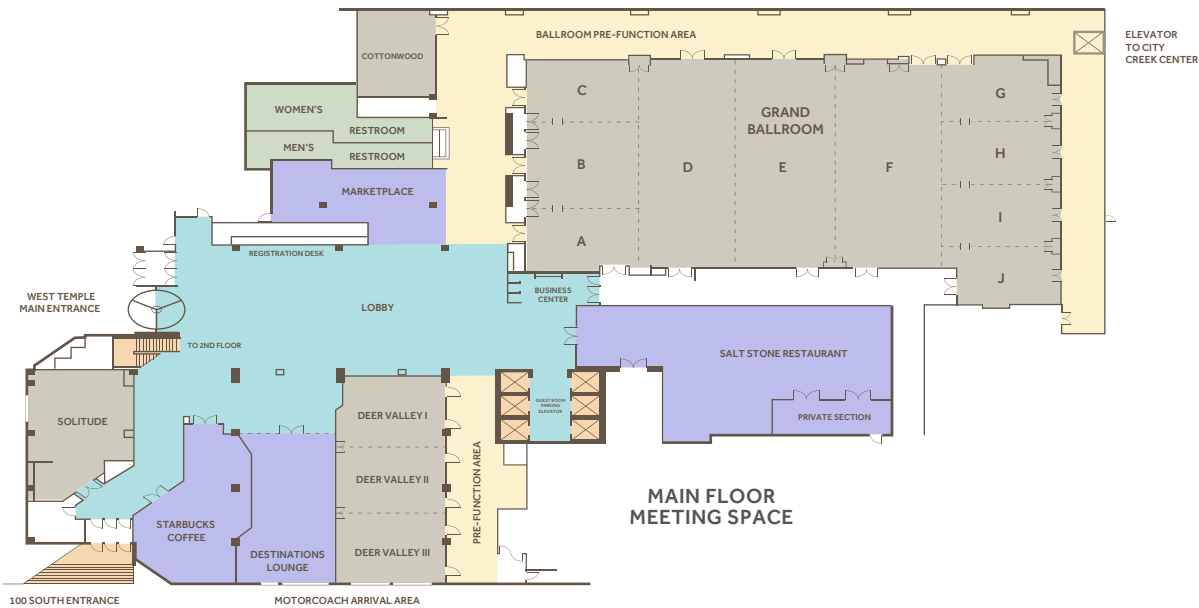 BALLROOM PRE-FUNCTION AREA
ELEVATOR
TO CITY
CREEK CENTER
COTTONWOOD
C
GRAND
BALLROOM
G
WOMEN'S
RESTROOM
MEN'S
RESTROOM
B
D
E
F
H
MARKETPLACE
I
A
J
REGISTRATION DESK
BUSINESS
CENTER
WEST TEMPLE
MAIN ENTRANCE
LOBBY
TO 2ND FLOOR
SALT STONE RESTAURANT
PRIVATE SECTION
GUEST ROOM
PARKING
ELEVATOR
SOLITUDE
DEER VALLEY I
DEER VALLEY II
DEER VALLEY III
PRE-FUNCTION AREA
MAIN FLOOR
MEETING SPACE
STARBUCKS
COFFEE
DESTINATIONS
LOUNGE
100 SOUTH ENTRANCE
MOTORCOACH ARRIVAL AREA